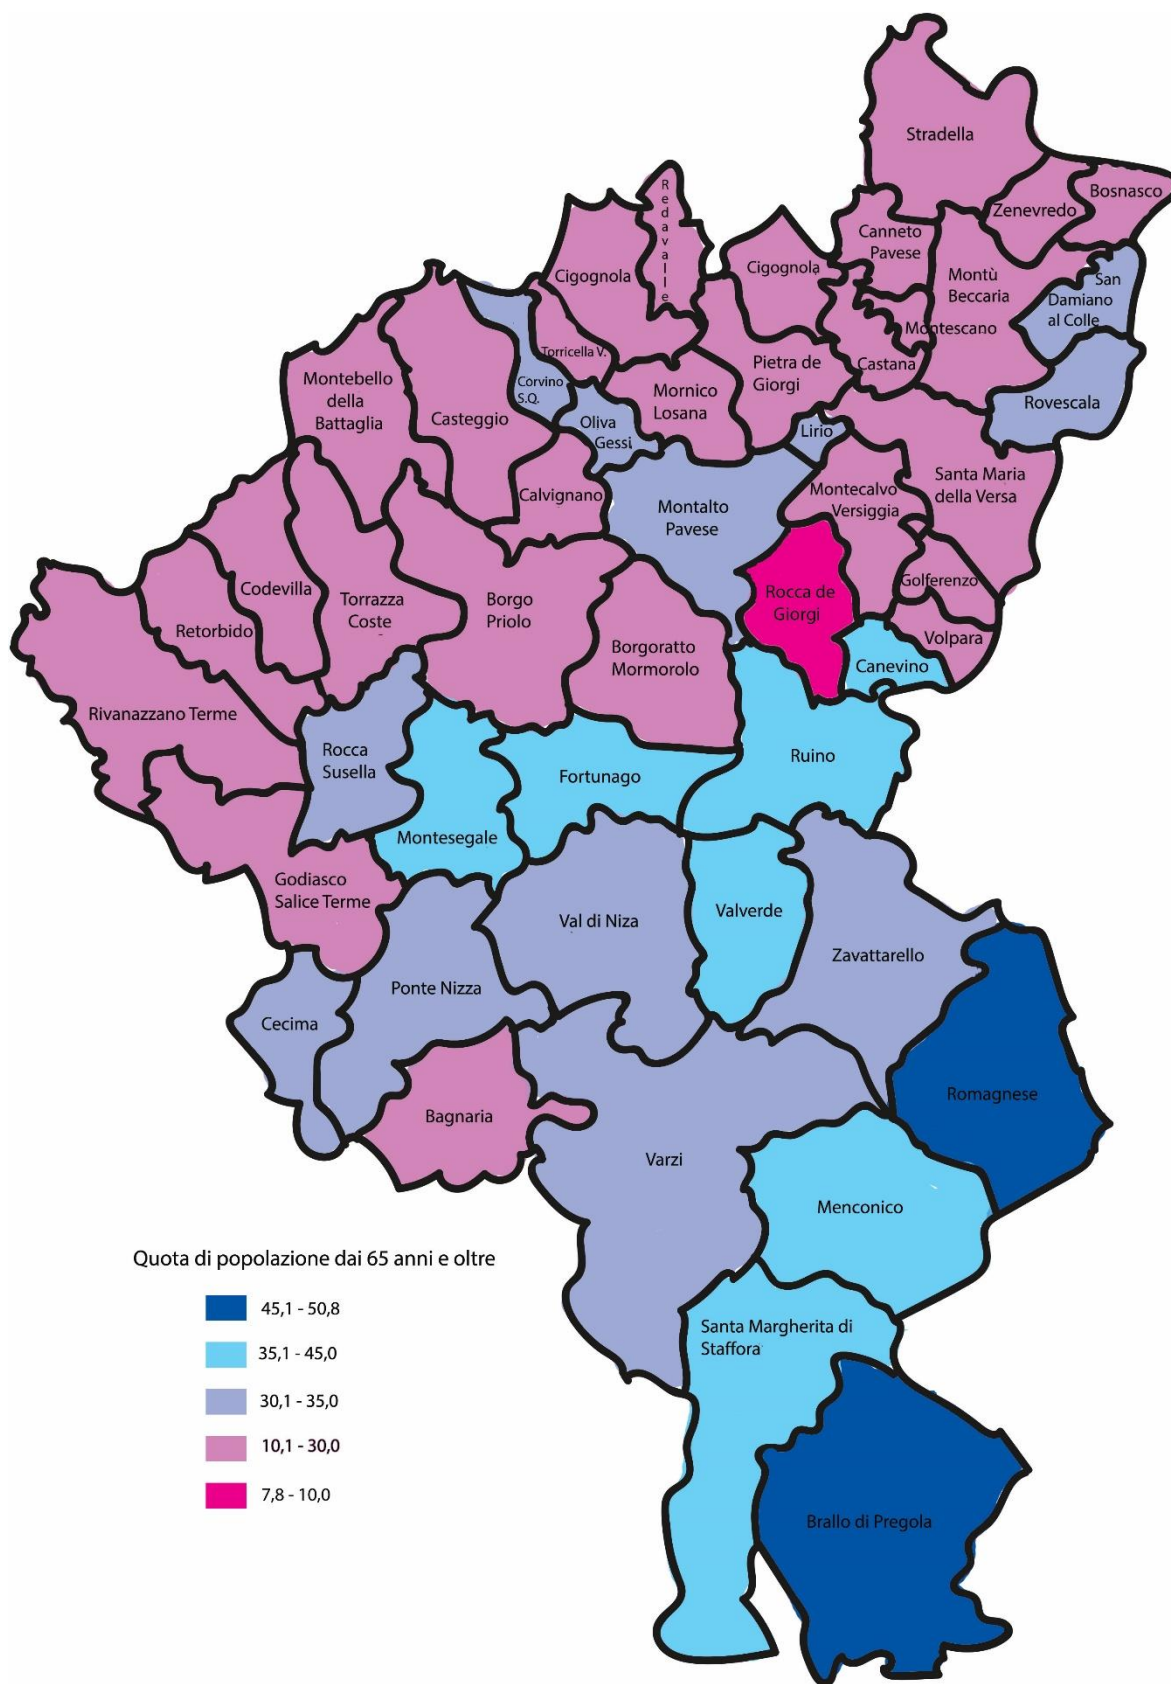 Stradella
Redavalle
Bosnasco
Zenevredo
Canneto
Pavese
Cigognola
Cigognola
Montù
Beccaria
San
Damiano
al Colle
Montescano
Torricella V.
Castana
Pietra de
Giorgi
Montebello
della
Battaglia
Corvino
S.Q.
Mornico
Losana
Rovescala
Casteggio
Oliva
Gessi
Lirio
Santa Maria
della Versa
Calvignano
Montecalvo
Versiggia
Montalto
Pavese
Golferenzo
Codevilla
Torrazza
Coste
Borgo
Priolo
Rocca de
Giorgi
Retorbido
Volpara
Borgoratto
Mormorolo
Canevino
Rivanazzano Terme
Rocca
Susella
Ruino
Fortunago
Montesegale
Godiasco
Salice Terme
Val di Niza
Valverde
Zavattarello
Ponte Nizza
Cecima
Romagnese
Bagnaria
Varzi
Menconico
Quota di popolazione dai 65 anni e oltre
45,1 - 50,8
35,1 - 45,0
30,1 - 35,0
10,1 - 30,0
7,8 - 10,0
Santa Margherita di
Staffora
Brallo di Pregola